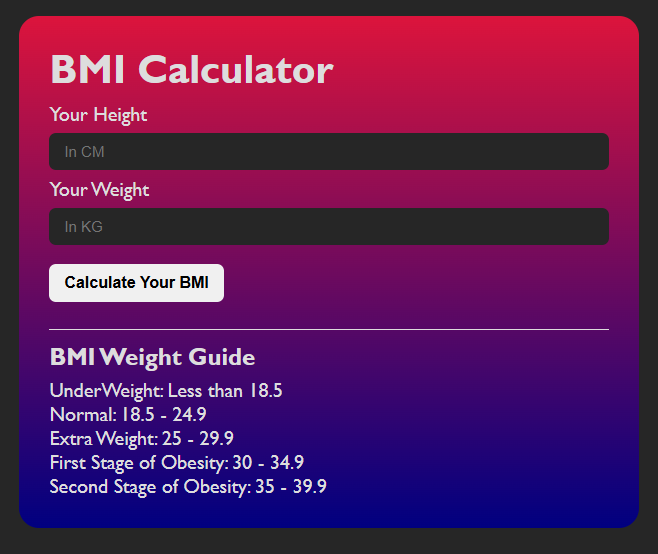 BMI Calculator
Your Height
In CM
Your Weight
In KG
Calculate Your BMI
BMI Weight Guide
UnderWeight: Less than 18.5
Normal: 18.5 - 24.9
Extra Weight: 25 - 29.9
First Stage of Obesity: 30 - 34.9
Second Stage of Obesity: 35 - 39.9